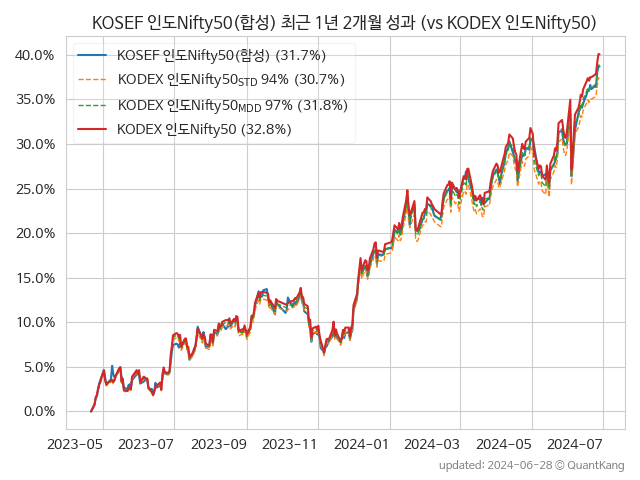 KOSEF 인도Nifty50(합성) 최근 1년 2개월 성과 (vs KODEX 인도Nifty50)
KOSEF 인도Nifty50(합성) (31.7%)
KODEX 인도Nifty50STD 94% (30.7%)
KODEX 인도Nifty50MDD 97% (31.8%)
KODEX 인도Nifty50 (32.8%)
40.0%
35.0%
30.0%
25.0%
20.0%
15.0%
10.0%
5.0%
0.0%
2023-05 2023-07 2023-09 2023-11 2024-01 2024-03 2024-05 2024-07
updated: 2024-06-28 © QuantKang